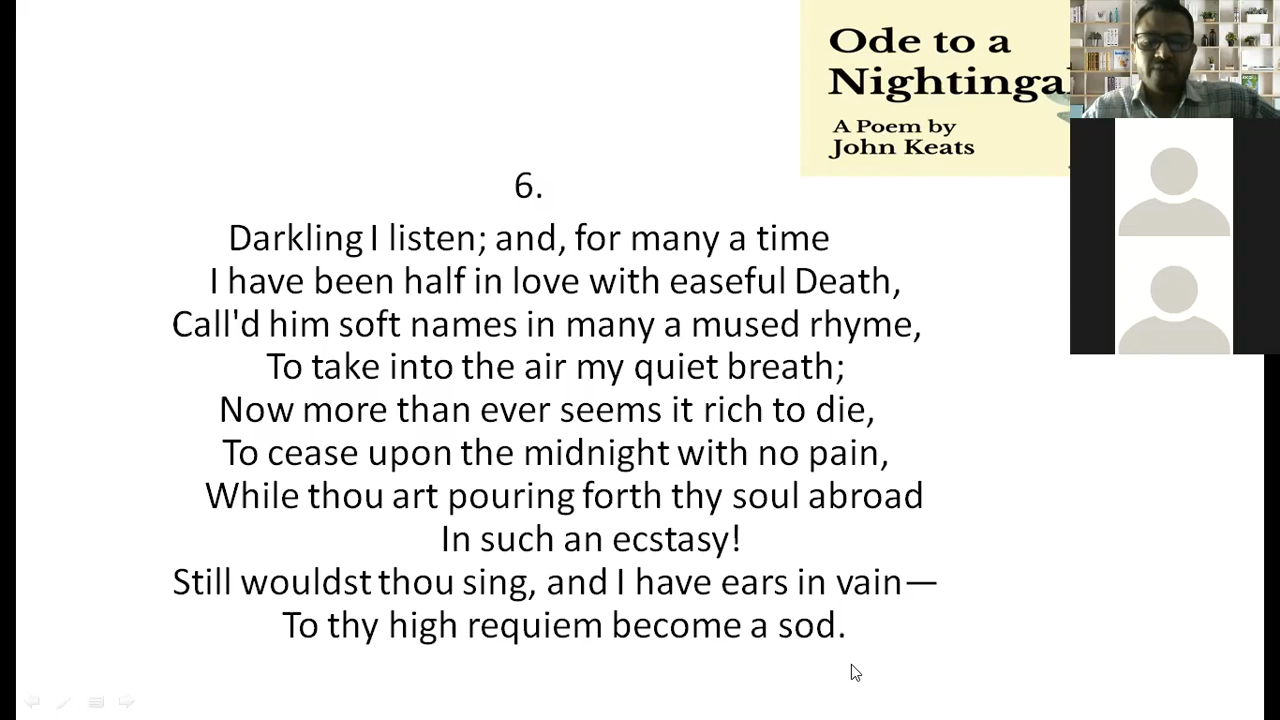 Ode to a
Nightinga
A Poem by
John Keats
6.
Darkling I listen; and, for many a time
I have been half in love with easeful Death,
Call'd him soft names in many a mused rhyme,
To take into the air my quiet breath;
Now more than ever seems it rich to die,
To cease upon the midnight with no pain,
While thou art pouring forth thy soul abroad
In such an ecstasy!
Still wouldst thou sing, and I have ears in vain—
To thy high requiem become a sod.